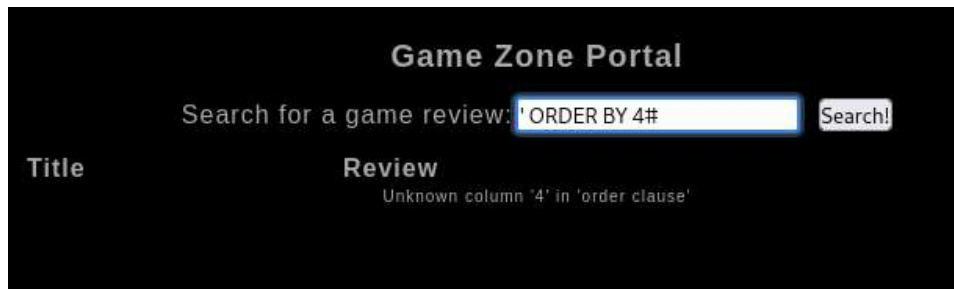 Game Zone Portal
Search for a game review: ' ORDER BY 4# Search!
Title Review
Unknown column '4' in 'order clause'